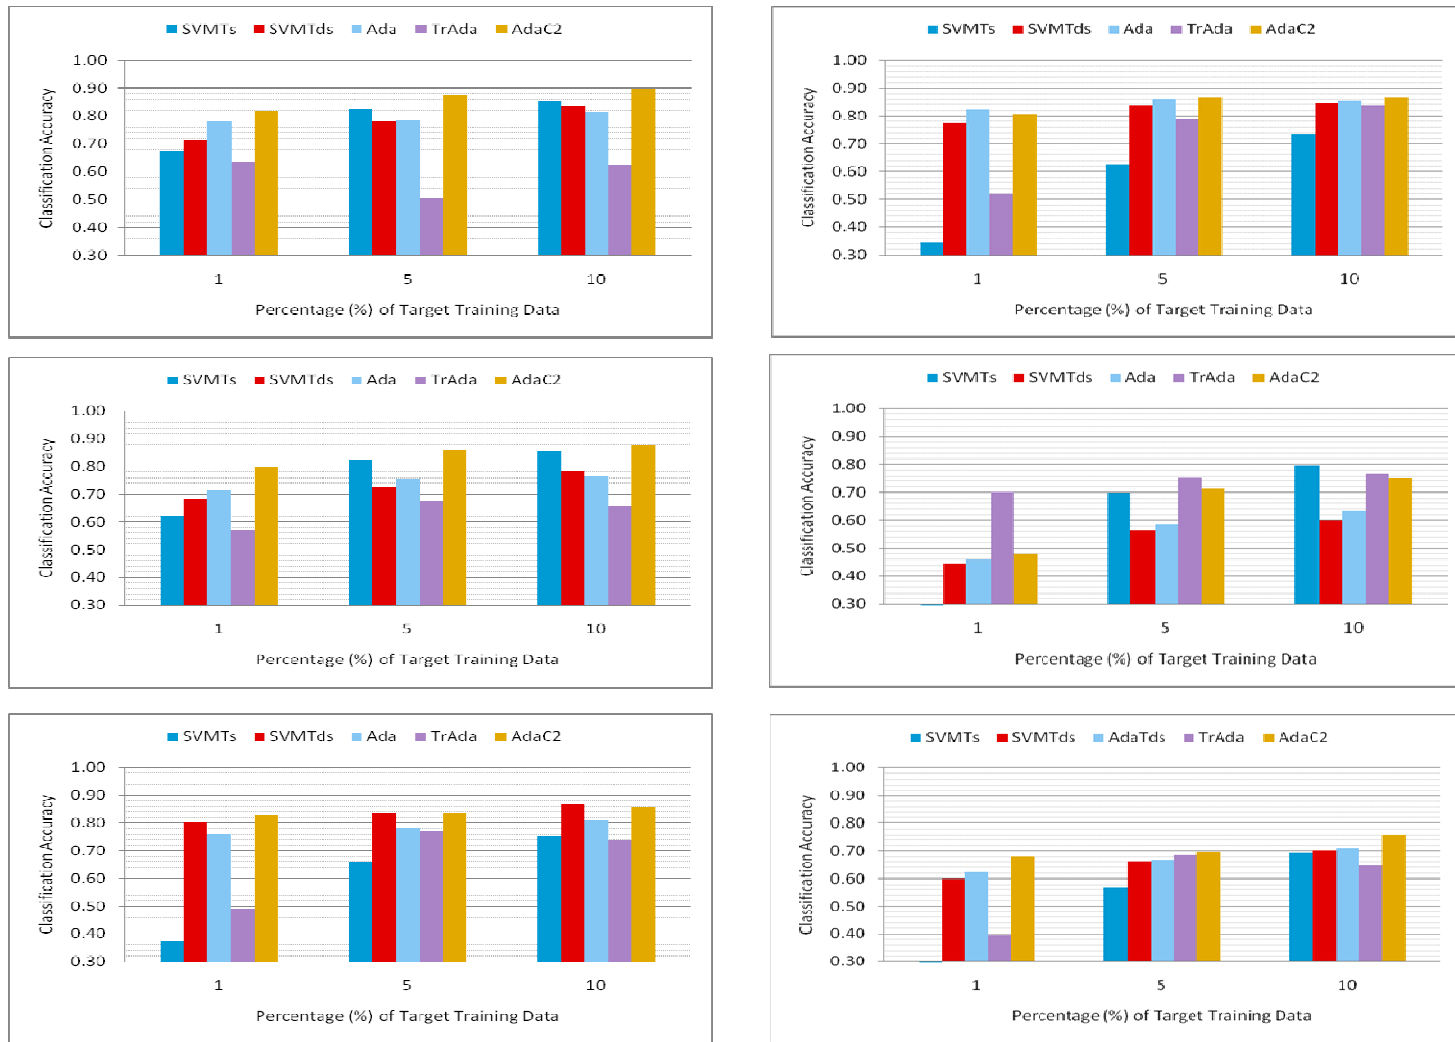 SVMTs SVMTds Ada TrAda AdaC2
Classification Accuracy
1.00
0.90
0.80
0.70
0.60
0.50
0.40
0.30
1 5 10
Percentage (%) of Target Training Data
SVMTs SVMTds Ada TrAda AdaC2
Classification Accuracy
1.00
0.90
0.80
0.70
0.60
0.50
0.40
0.30
1 5 10
Percentage (%) of Target Training Data
SVMTs SVMTds Ada TrAda AdaC2
Classification Accuracy
1.00
0.90
0.80
0.70
0.60
0.50
0.40
0.30
1 5 10
Percentage (%) of Target Training Data
SVMTs SVMTds Ada TrAda AdaC2
Classification Accuracy
1.00
0.90
0.80
0.70
0.60
0.50
0.40
0.30
1 5 10
Percentage (%) of Target Training Data
SVMTs SVMTds Ada TrAda AdaC2
Classification Accuracy
1.00
0.90
0.80
0.70
0.60
0.50
0.40
0.30
1 5 10
Percentage (%) of Target Training Data
SVMTs SVMTds AdaTds TrAda AdaC2
Classification Accuracy
1.00
0.90
0.80
0.70
0.60
0.50
0.40
0.30
1 5 10
Percentage (%) of Target Training Data